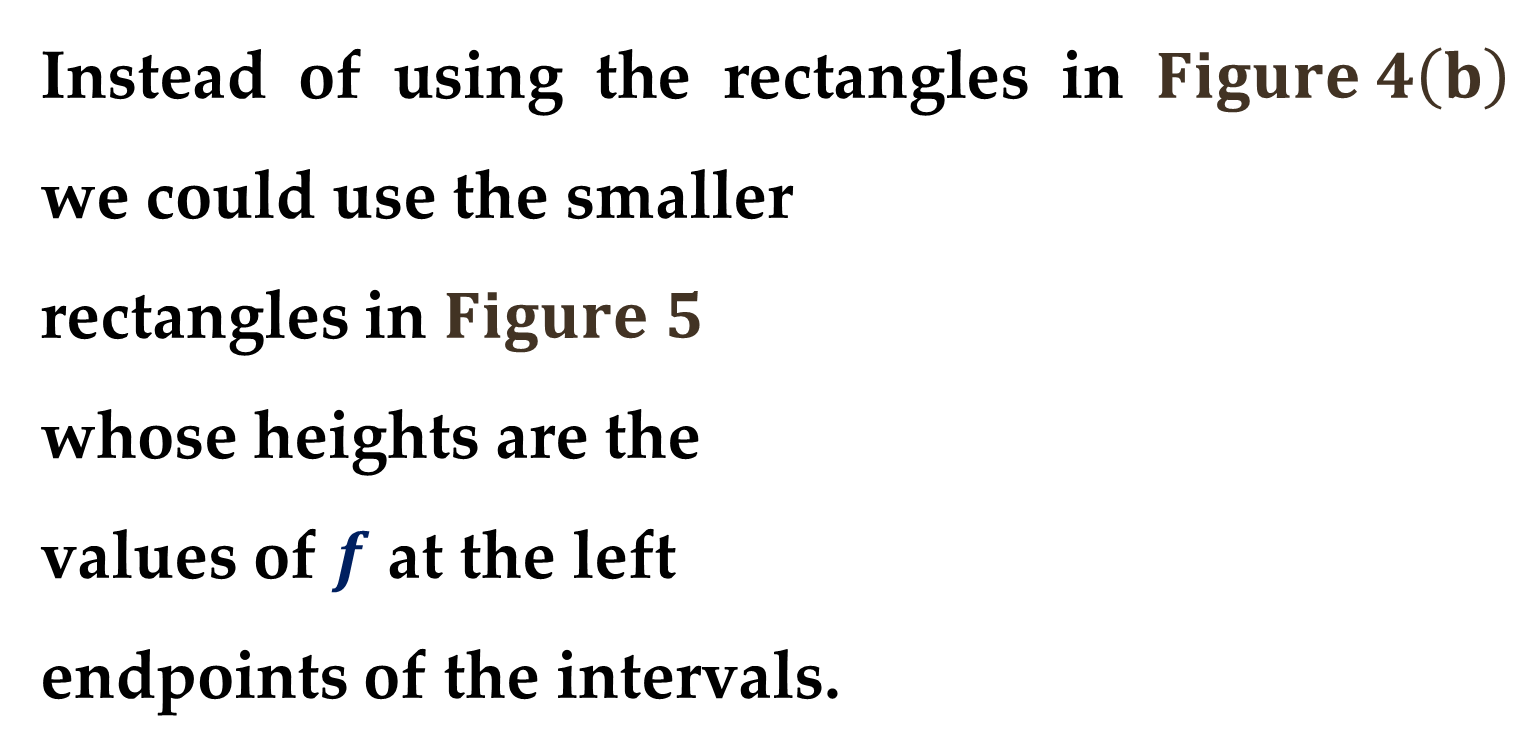 Instead of using the rectangles in Figure 4(b)
we could use the smaller
rectangles in Figure 5
whose heights are the
values of f at the left
endpoints of the intervals.